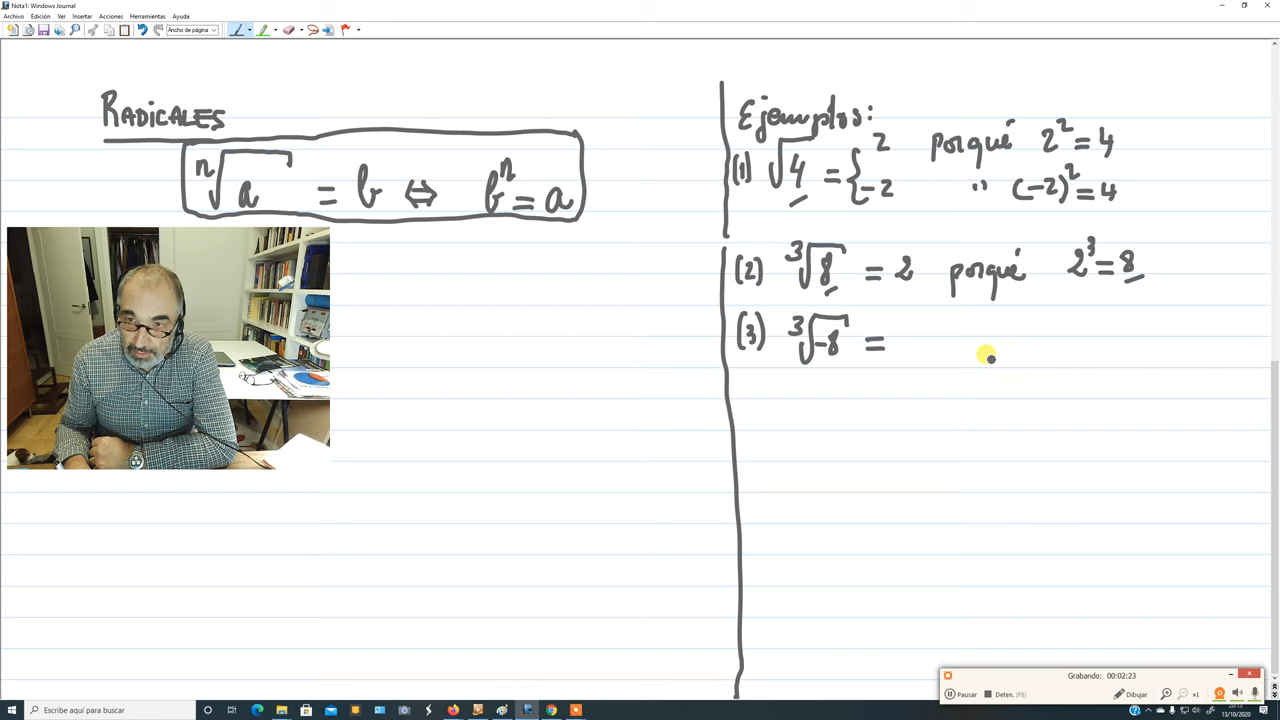 Nota1: Windows Journal
Archivo Edición Ver Insertar Acciones Herramientas Ayuda
Ancho de página
RADICALES
ⁿ√a = b ⇔ bⁿ = a
Ejemplos:
(1) √4 = { 2 porqué 2² = 4
-2 " (-2)² = 4
(2) ³√8 = 2 porqué 2³ = 8
(3) ³√-8 =
Grabando: 00:02:23
Pausar Deten. (F8) Dibujar x1
Escribe aquí para buscar
20:13
13/10/2020